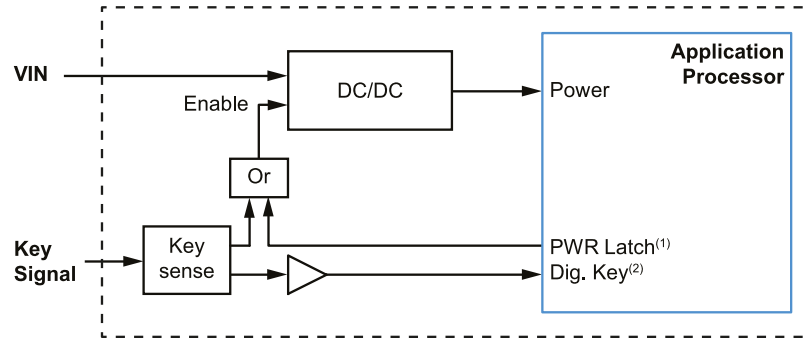 VIN
Enable
DC/DC
Application
Processor
Power
Or
Key
Signal
Key
sense
PWR Latch⁽¹⁾
Dig. Key⁽²⁾